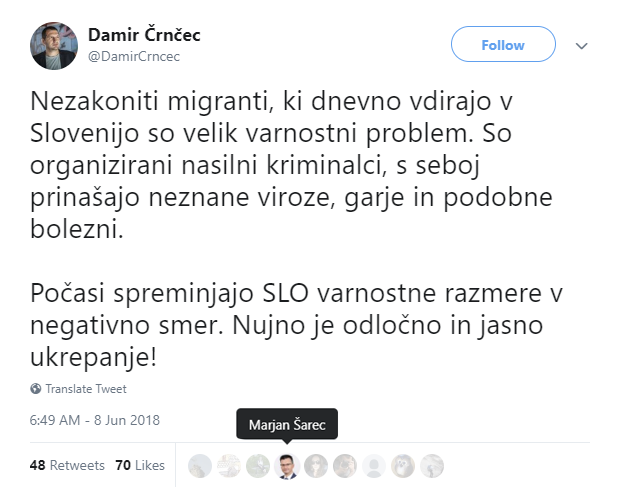 Damir Črnčec
@DamirCrncec
Follow
Nezakoniti migranti, ki dnevno vdirajo v
Slovenijo so velik varnostni problem. So
organizirani nasilni kriminalci, s seboj
prinašajo neznane viroze, garje in podobne
bolezni.
Počasi spreminjajo SLO varnostne razmere v
negativno smer. Nujno je odločno in jasno
ukrepanje!
Translate Tweet
6:49 AM - 8 Jun 2018
Marjan Šarec
48 Retweets 70 Likes